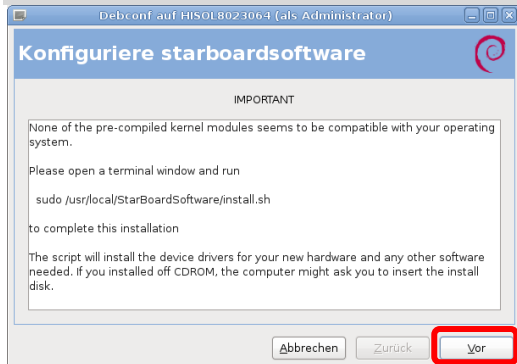 Debconf auf HISOL8023064 (als Administrator)
Konfiguriere starboardsoftware
IMPORTANT
None of the pre-compiled kernel modules seems to be compatible with your operating
system.
Please open a terminal window and run
sudo /usr/local/StarBoardSoftware/install.sh
to complete this installation
The script will install the device drivers for your new hardware and any other software
needed. If you installed off CDROM, the computer might ask you to insert the install
disk.
Abbrechen Zurück Vor